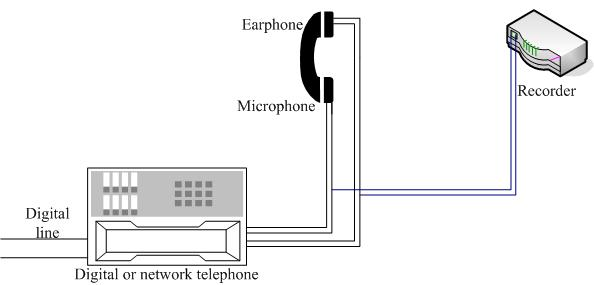 Earphone
Microphone
Recorder
Digital
line
Digital or network telephone